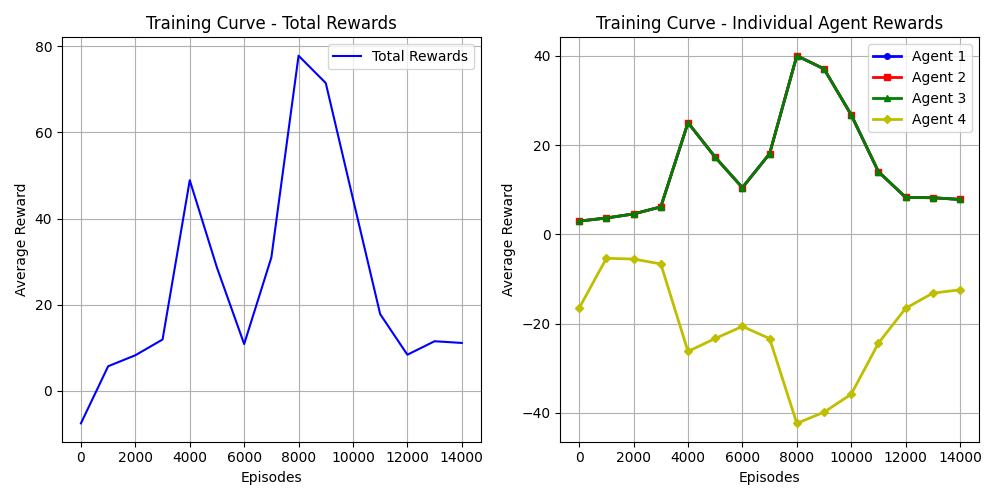 Training Curve - Total Rewards
80
60
40
20
0
Average Reward
0 2000 4000 6000 8000 10000 12000 14000
Episodes
Total Rewards
Training Curve - Individual Agent Rewards
40
20
0
−20
−40
Average Reward
0 2000 4000 6000 8000 10000 12000 14000
Episodes
Agent 1
Agent 2
Agent 3
Agent 4